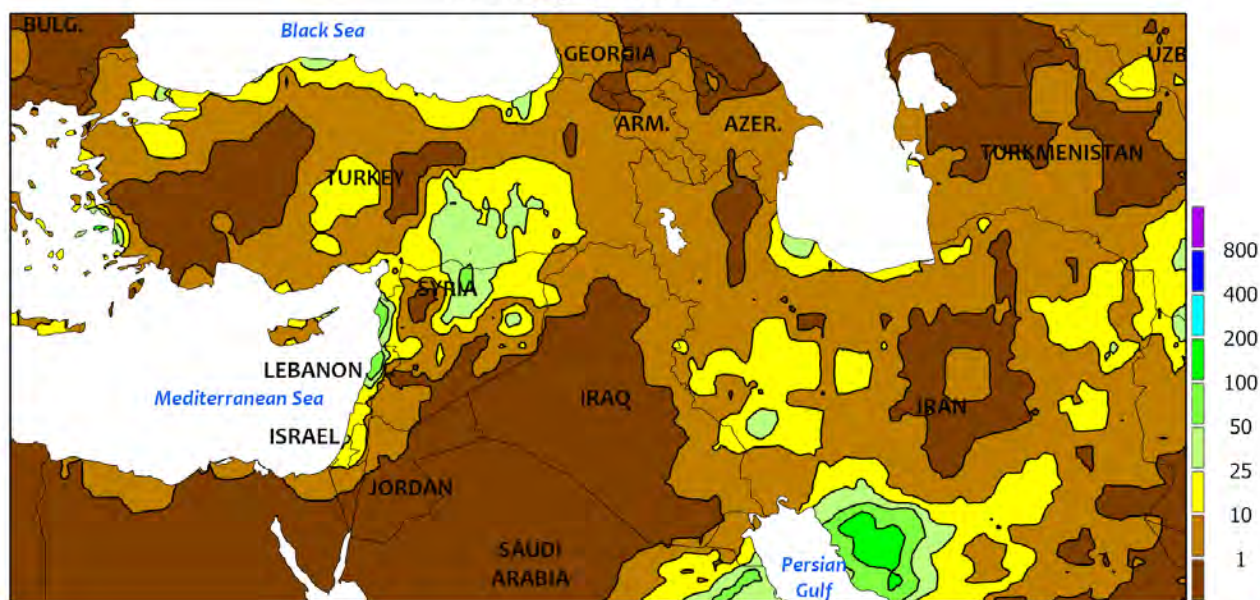 BULG.
Black Sea
GEORGIA
UZB
ARM.
AZER.
TURKMENISTAN
TURKEY
SYRIA
LEBANON
Mediterranean Sea
IRAQ
IRAN
ISRAEL
JORDAN
SAUDI
ARABIA
Persian
Gulf
800
400
200
100
50
25
10
1